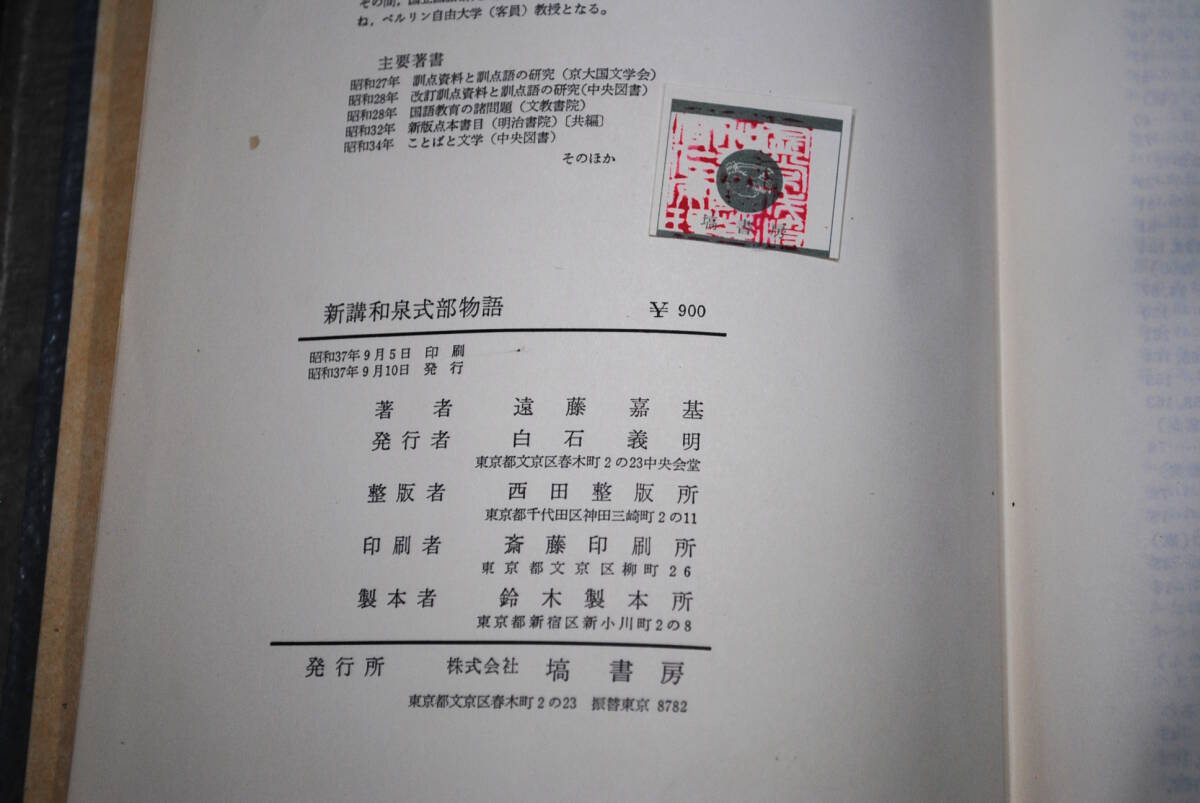 ね，ベルリン自由大学（客員）教授となる。
主要著書
昭和27年 訓点資料と訓点語の研究（京大国文学会）
昭和28年 改訂訓点資料と訓点語の研究（中央図書）
昭和28年 国語教育の諸問題（文教書院）
昭和32年 新版点本書目（明治書院）〔共編〕
昭和34年 ことばと文学（中央図書）
そのほか
塙書房
新講和泉式部物語 ¥ 900
昭和37年9月5日 印刷
昭和37年9月10日 発行
著者 遠藤嘉基
発行者 白石義明
東京都文京区春木町2の23中央会堂
整版者 西田整版所
東京都千代田区神田三崎町2の11
印刷者 斎藤印刷所
東京都文京区柳町26
製本者 鈴木製本所
東京都新宿区新小川町2の8
発行所 株式会社 塙書房
東京都文京区春木町2の23 振替東京 8782